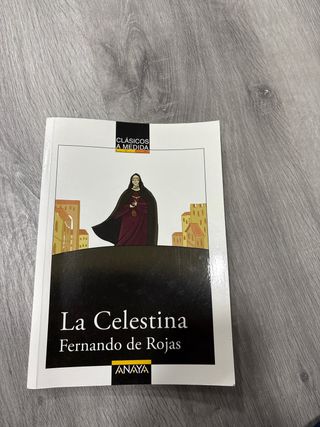 CLÁSICOS
A MEDIDA
La Celestina
Fernando de Rojas
ANAYA